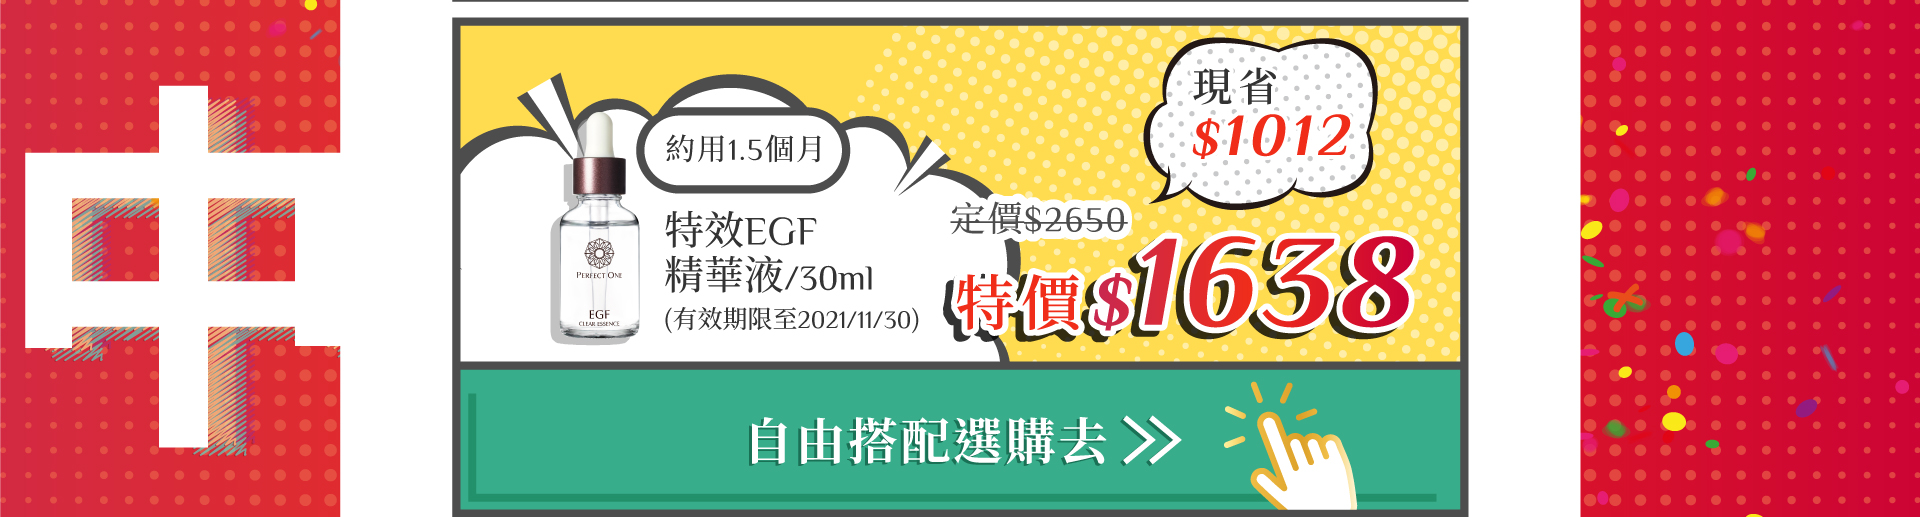 中
現省
$1012
約用1.5個月
特效EGF
精華液/30ml
(有效期限至2021/11/30)
PERFECT ONE
EGF
CLEAR ESSENCE
定價$2650
特價$1638
自由搭配選購去